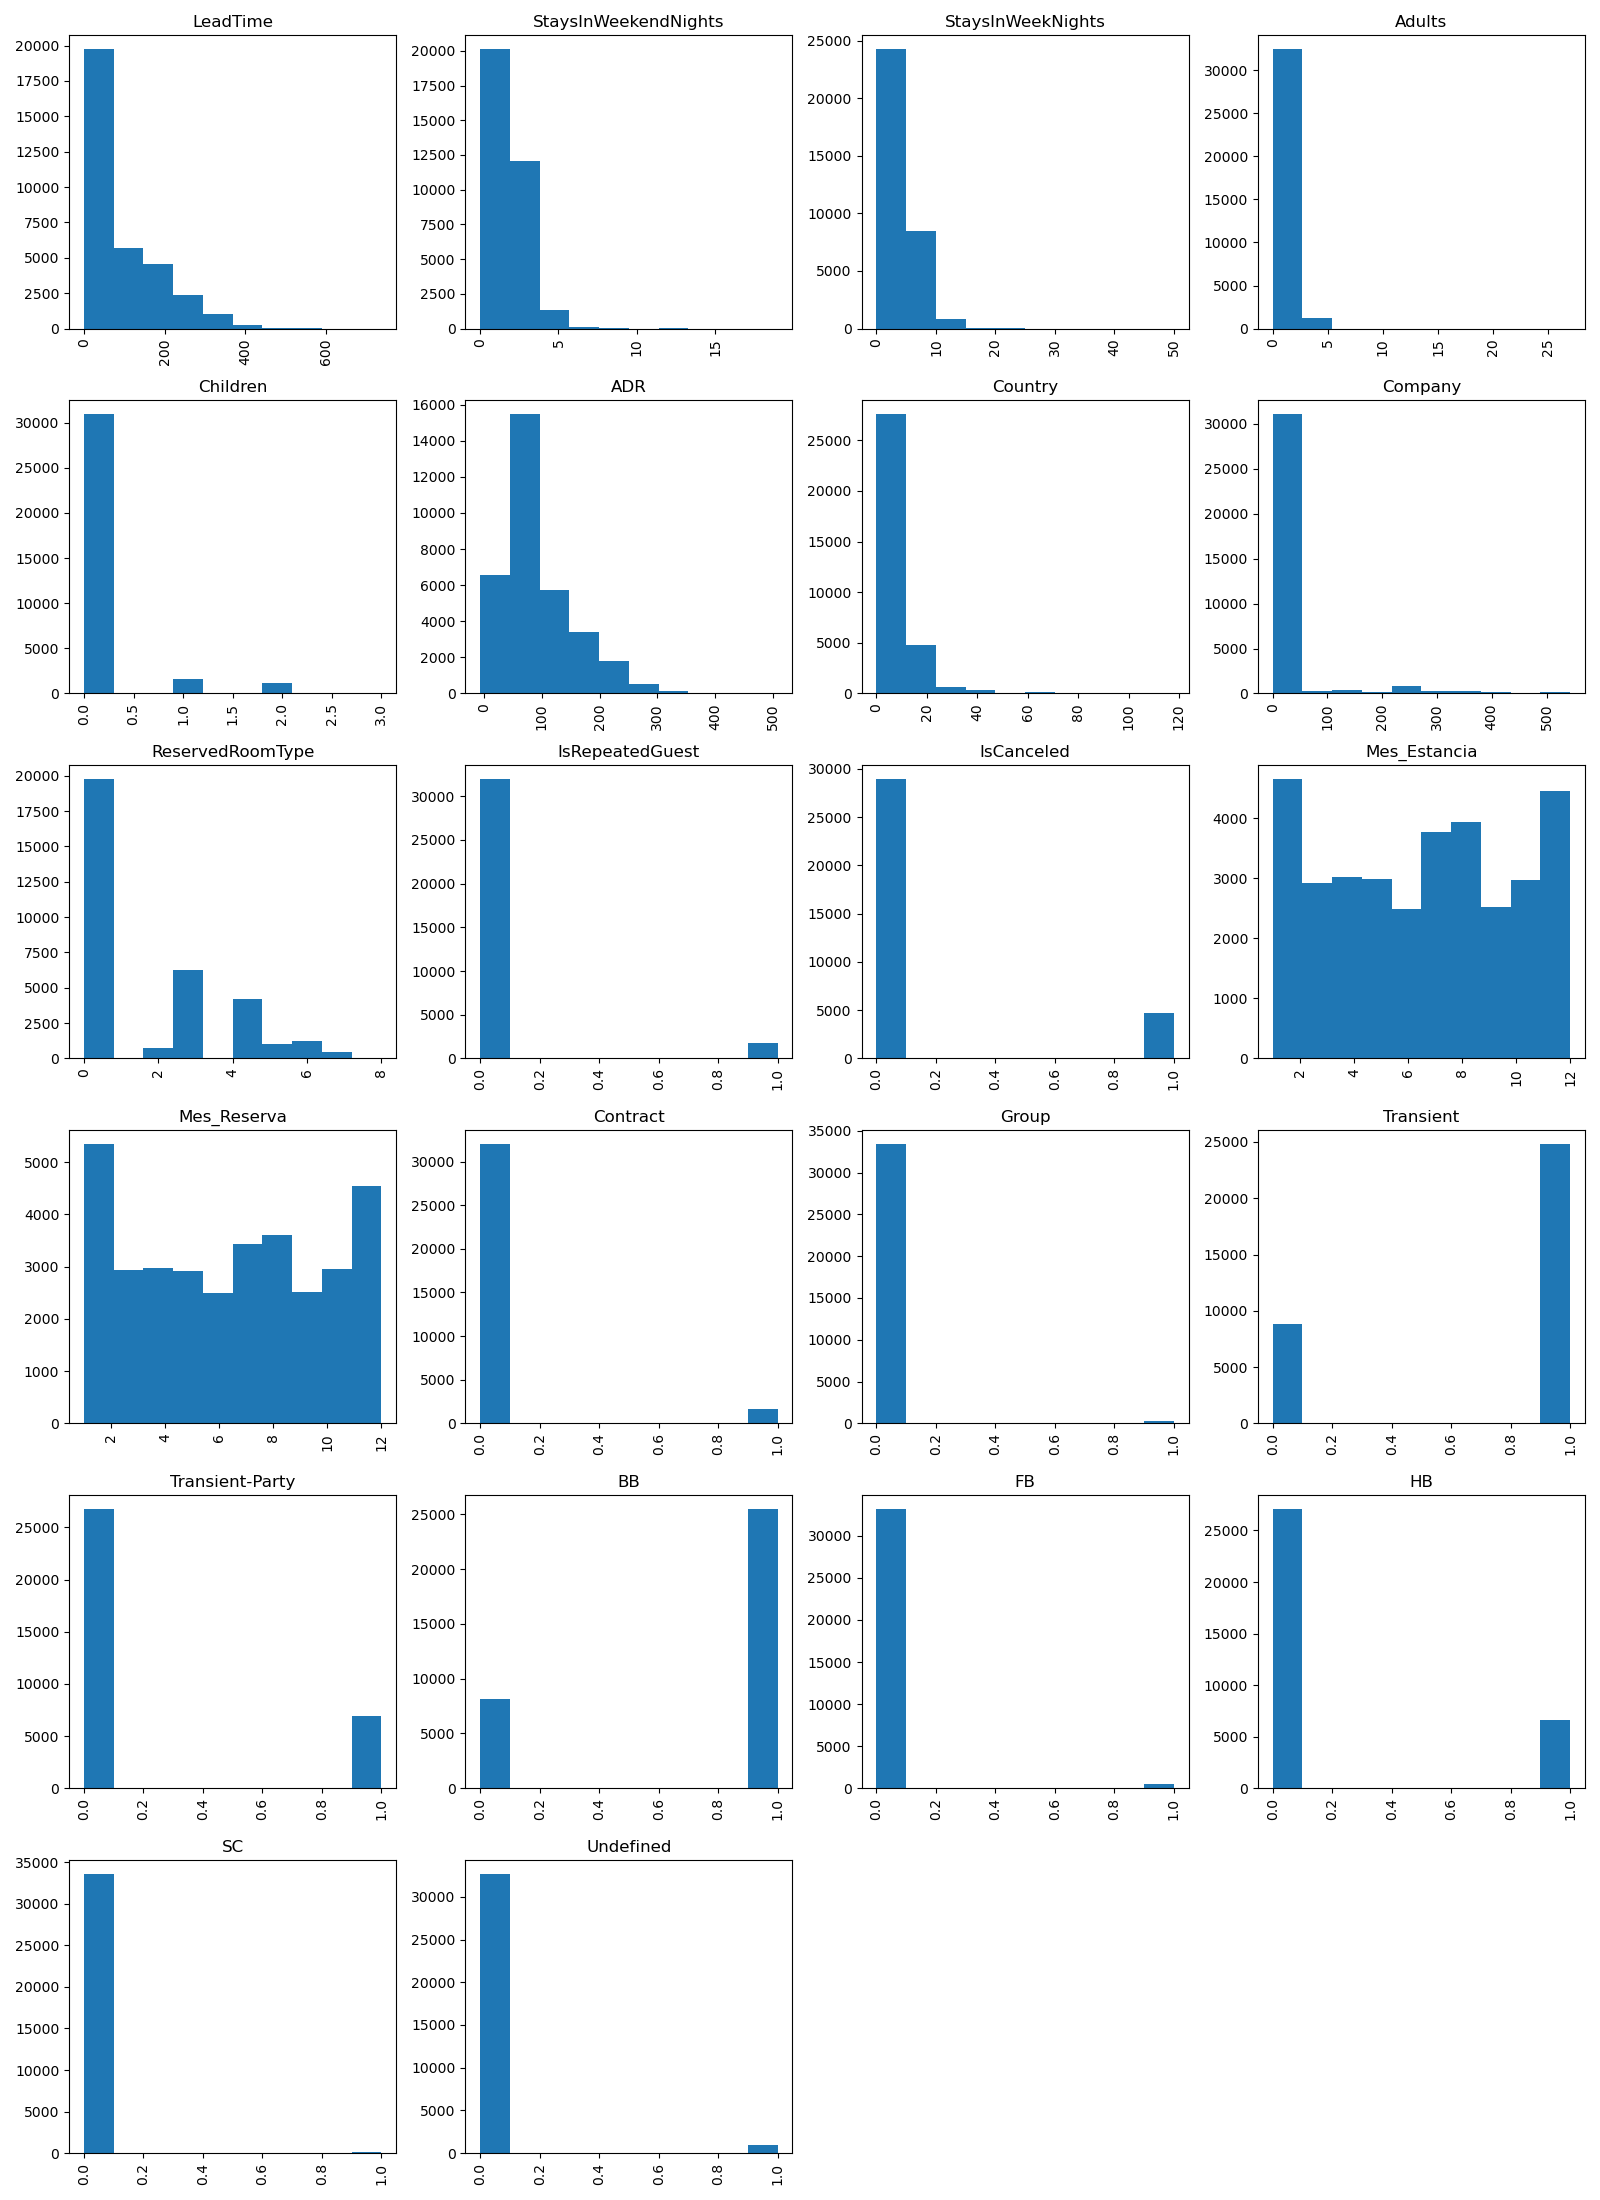 LeadTime StaysInWeekendNights StaysInWeekNights Adults
20000 17500 15000 12500 10000 7500 5000 2500 0
0 200 400 600
20000 17500 15000 12500 10000 7500 5000 2500 0
0 5 10 15
25000 20000 15000 10000 5000 0
0 10 20 30 40 50
30000 25000 20000 15000 10000 5000 0
0 5 10 15 20 25
Children ADR Country Company
30000 25000 20000 15000 10000 5000 0
0.0 0.5 1.0 1.5 2.0 2.5 3.0
16000 14000 12000 10000 8000 6000 4000 2000 0
0 100 200 300 400 500
25000 20000 15000 10000 5000 0
0 20 40 60 80 100 120
30000 25000 20000 15000 10000 5000 0
0 100 200 300 400 500
ReservedRoomType IsRepeatedGuest IsCanceled Mes_Estancia
20000 17500 15000 12500 10000 7500 5000 2500 0
0 2 4 6 8
30000 25000 20000 15000 10000 5000 0
0.0 0.2 0.4 0.6 0.8 1.0
30000 25000 20000 15000 10000 5000 0
0.0 0.2 0.4 0.6 0.8 1.0
4000 3000 2000 1000 0
2 4 6 8 10 12
Mes_Reserva Contract Group Transient
5000 4000 3000 2000 1000 0
2 4 6 8 10 12
30000 25000 20000 15000 10000 5000 0
0.0 0.2 0.4 0.6 0.8 1.0
35000 30000 25000 20000 15000 10000 5000 0
0.0 0.2 0.4 0.6 0.8 1.0
25000 20000 15000 10000 5000 0
0.0 0.2 0.4 0.6 0.8 1.0
Transient-Party BB FB HB
25000 20000 15000 10000 5000 0
0.0 0.2 0.4 0.6 0.8 1.0
25000 20000 15000 10000 5000 0
0.0 0.2 0.4 0.6 0.8 1.0
30000 25000 20000 15000 10000 5000 0
0.0 0.2 0.4 0.6 0.8 1.0
25000 20000 15000 10000 5000 0
0.0 0.2 0.4 0.6 0.8 1.0
SC Undefined
35000 30000 25000 20000 15000 10000 5000 0
0.0 0.2 0.4 0.6 0.8 1.0
30000 25000 20000 15000 10000 5000 0
0.0 0.2 0.4 0.6 0.8 1.0